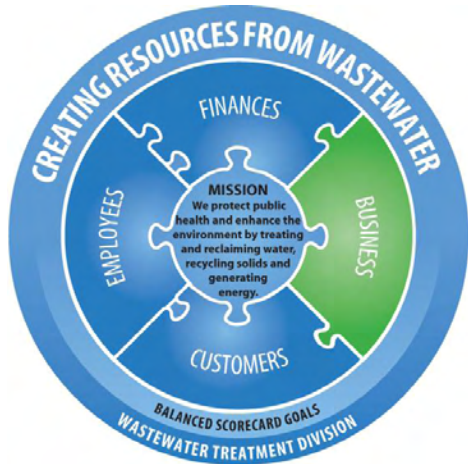 CREATING RESOURCES FROM WASTEWATER
FINANCES
EMPLOYEES
MISSION
We protect public
health and enhance the
environment by treating
and reclaiming water,
recycling solids and
generating
energy.
BUSINESS
CUSTOMERS
BALANCED SCORECARD GOALS
WASTEWATER TREATMENT DIVISION